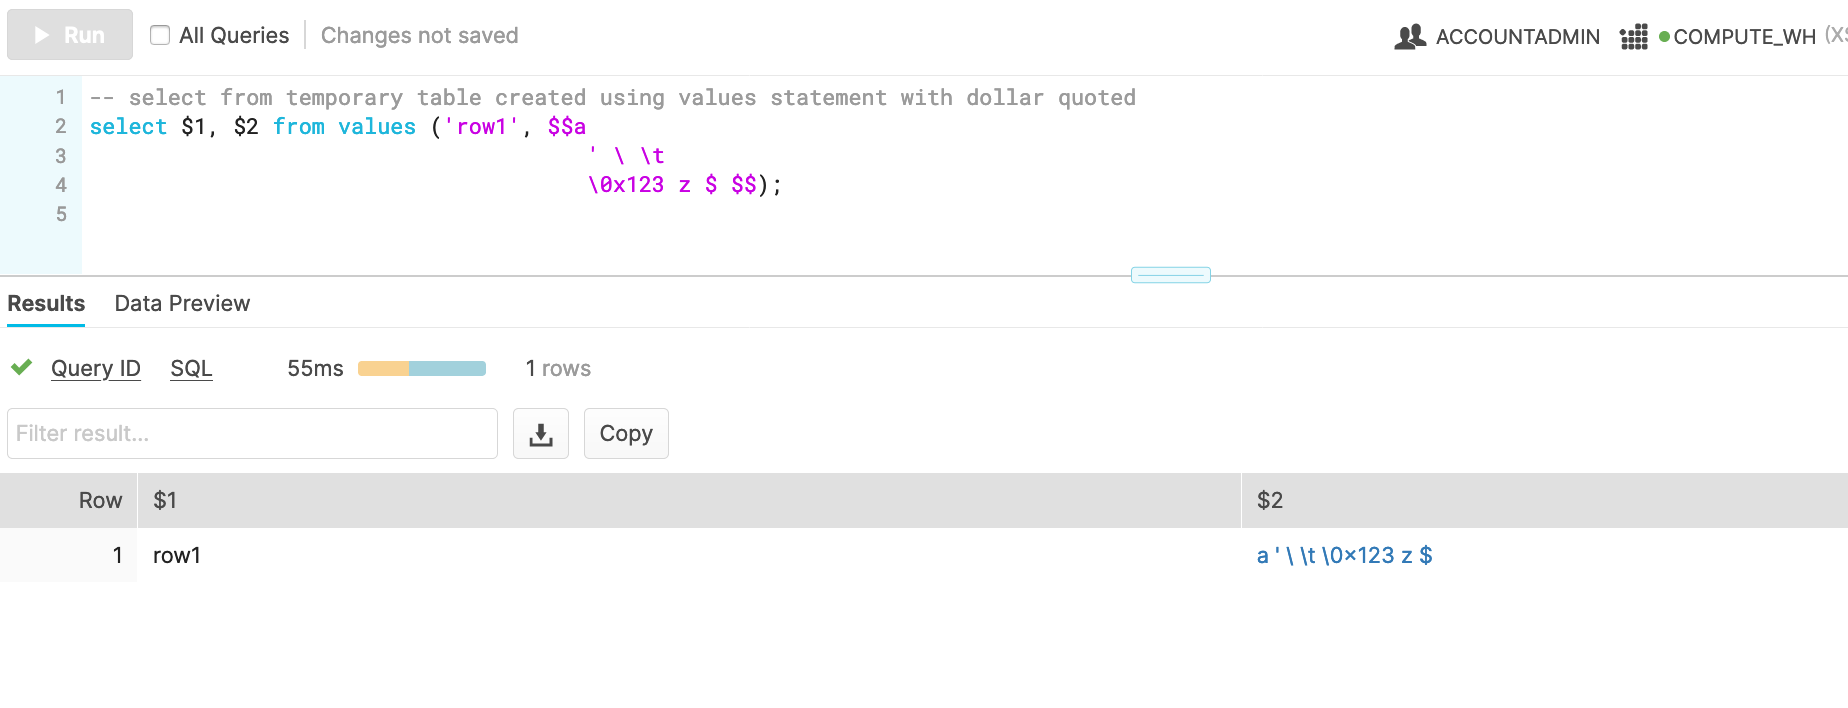 Run All Queries Changes not saved ACCOUNTADMIN COMPUTE_WH
1 -- select from temporary table created using values statement with dollar quoted
2 select $1, $2 from values ('row1', $$a
3 ' \ \t
4 \0x123 z $ $$);
5
Results Data Preview
Query ID SQL 55ms 1 rows
Filter result... Copy
Row $1 $2
1 row1 a ' \ \t \0x123 z $